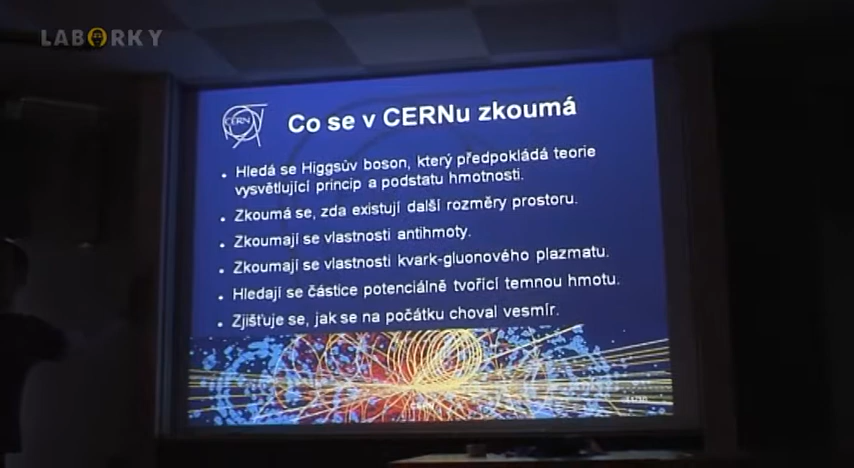 LABORKY
CERN
Co se v CERNu zkoumá
• Hledá se Higgsův boson, který předpokládá teorie
vysvětlující princip a podstatu hmotnosti.
• Zkoumá se, zda existují další rozměry prostoru.
• Zkoumají se vlastnosti antihmoty.
• Zkoumají se vlastnosti kvark-gluonového plazmatu.
• Hledají se částice potenciálně tvořící temnou hmotu.
• Zjišťuje se, jak se na počátku choval vesmír.
CERN